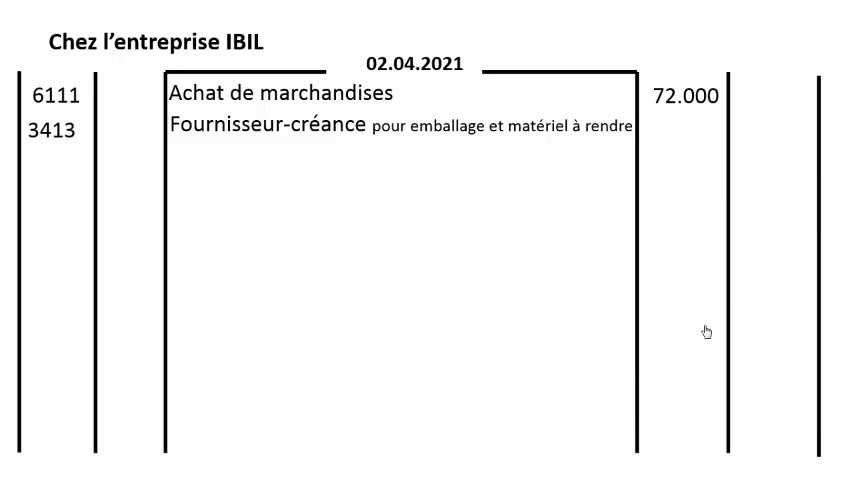 Chez l’entreprise IBIL
02.04.2021
6111 Achat de marchandises 72.000
3413 Fournisseur-créance pour emballage et matériel à rendre